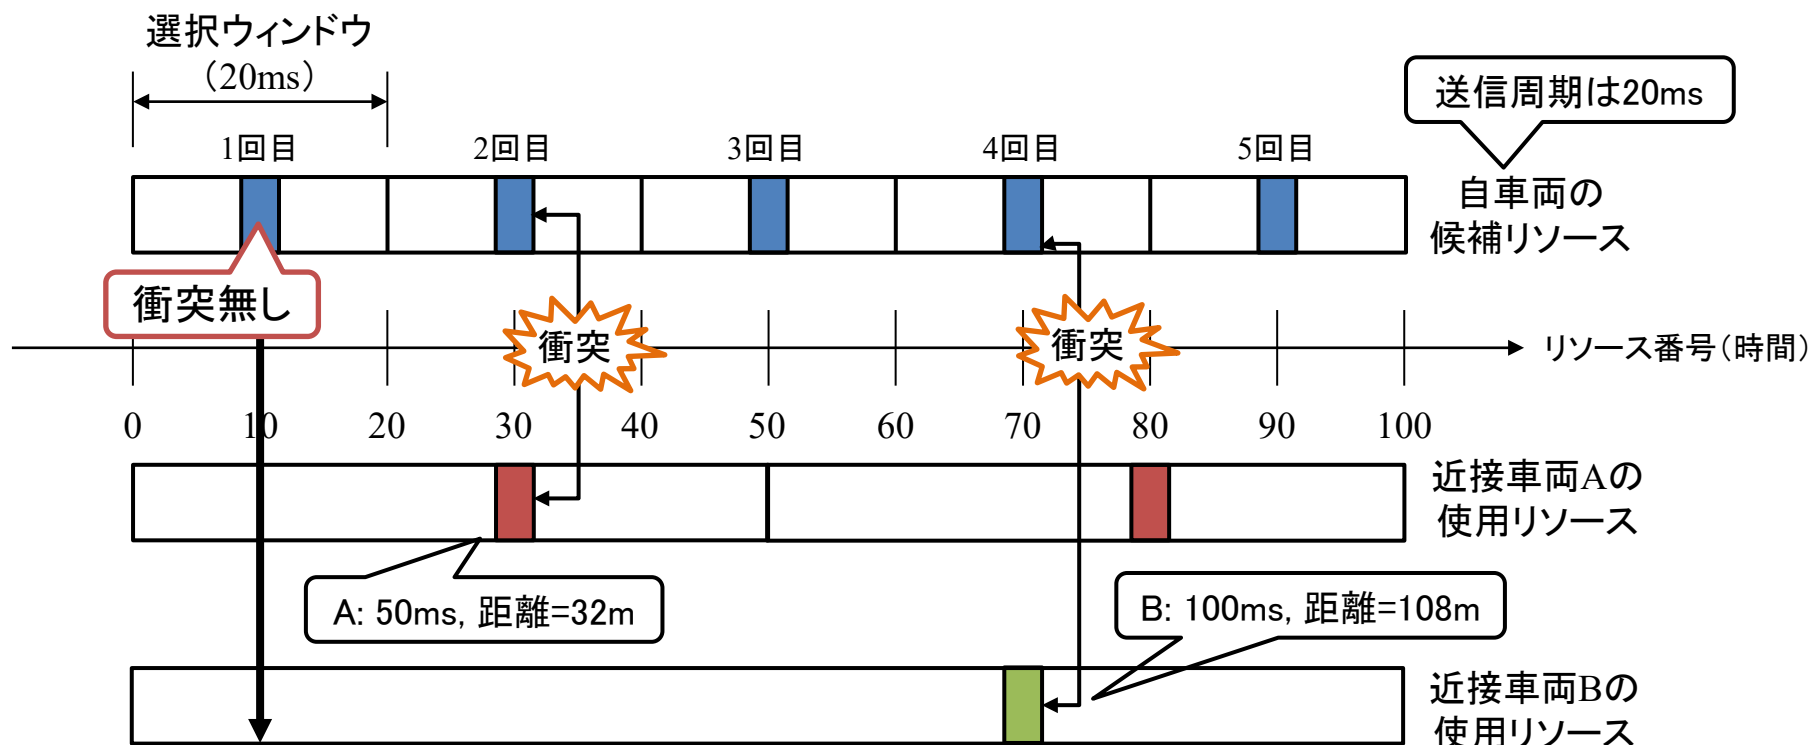 選択ウィンドウ
（20ms）
送信周期は20ms
1回目
2回目
3回目
4回目
5回目
自車両の
候補リソース
衝突無し
衝突
衝突
リソース番号（時間）
0
10
20
30
40
50
60
70
80
90
100
近接車両Aの
使用リソース
A: 50ms, 距離=32m
B: 100ms, 距離=108m
近接車両Bの
使用リソース